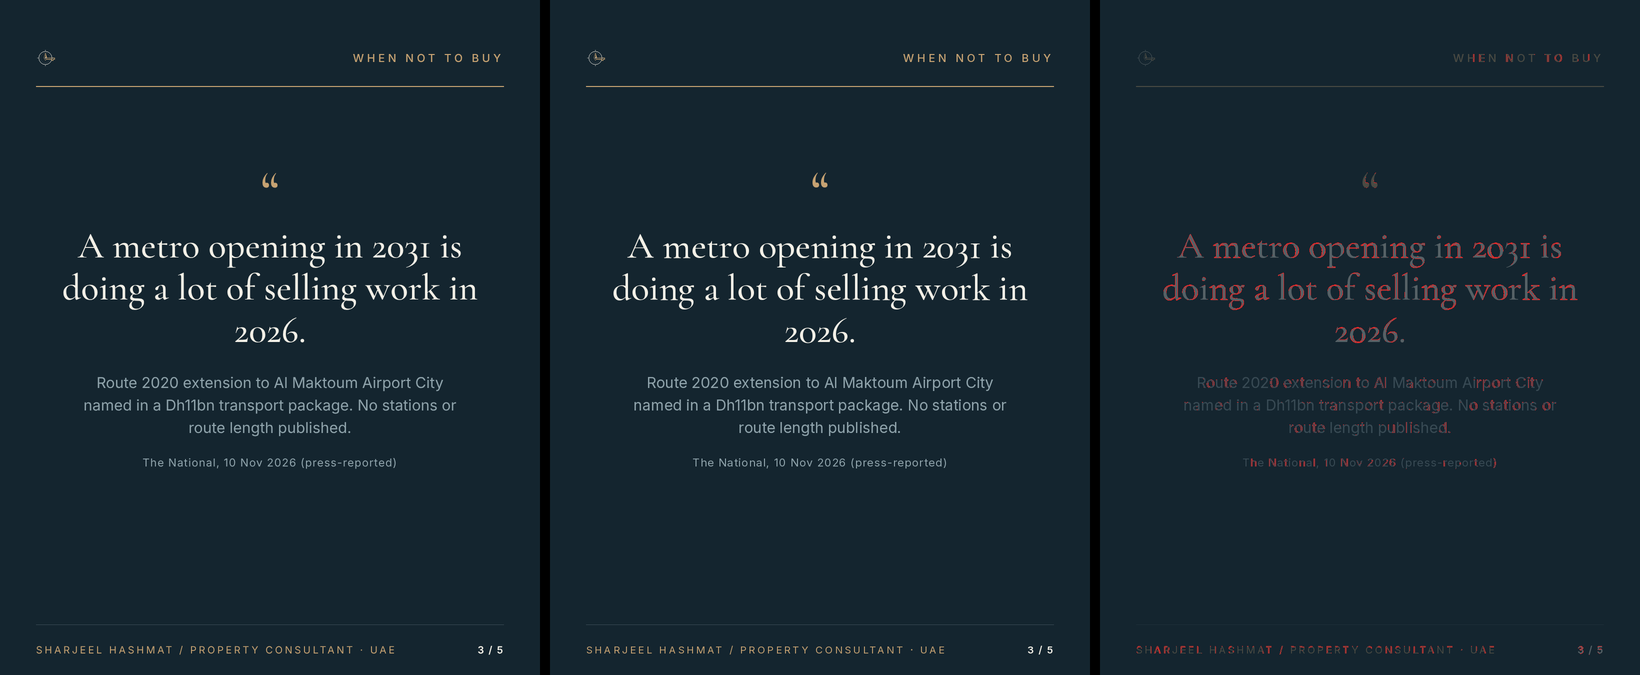 WHEN NOT TO BUY
“
A metro opening in 2031 is
doing a lot of selling work in
2026.
Route 2020 extension to Al Maktoum Airport City
named in a Dh11bn transport package. No stations or
route length published.
The National, 10 Nov 2026 (press-reported)
SHARJEEL HASHMAT / PROPERTY CONSULTANT · UAE
3 / 5
WHEN NOT TO BUY
“
A metro opening in 2031 is
doing a lot of selling work in
2026.
Route 2020 extension to Al Maktoum Airport City
named in a Dh11bn transport package. No stations or
route length published.
The National, 10 Nov 2026 (press-reported)
SHARJEEL HASHMAT / PROPERTY CONSULTANT · UAE
3 / 5
WHEN NOT TO BUY
“
A metro opening in 2031 is
doing a lot of selling work in
2026.
Route 2020 extension to Al Maktoum Airport City
named in a Dh11bn transport package. No stations or
route length published.
The National, 10 Nov 2026 (press-reported)
SHARJEEL HASHMAT / PROPERTY CONSULTANT · UAE
3 / 5